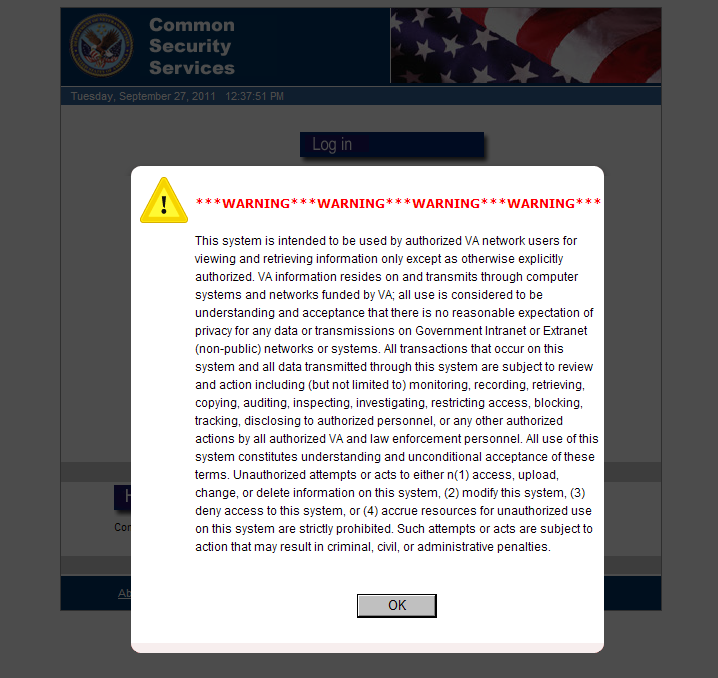 Common
Security
Services
Tuesday, September 27, 2011 12:37:51 PM
Log in
***WARNING***WARNING***WARNING***WARNING***
This system is intended to be used by authorized VA network users for
viewing and retrieving information only except as otherwise explicitly
authorized. VA information resides on and transmits through computer
systems and networks funded by VA; all use is considered to be
understanding and acceptance that there is no reasonable expectation of
privacy for any data or transmissions on Government Intranet or Extranet
(non-public) networks or systems. All transactions that occur on this
system and all data transmitted through this system are subject to review
and action including (but not limited to) monitoring, recording, retrieving,
copying, auditing, inspecting, investigating, restricting access, blocking,
tracking, disclosing to authorized personnel, or any other authorized
actions by all authorized VA and law enforcement personnel. All use of this
system constitutes understanding and unconditional acceptance of these
terms. Unauthorized attempts or acts to either n(1) access, upload,
change, or delete information on this system, (2) modify this system, (3)
deny access to this system, or (4) accrue resources for unauthorized use
on this system are strictly prohibited. Such attempts or acts are subject to
action that may result in criminal, civil, or administrative penalties.
OK